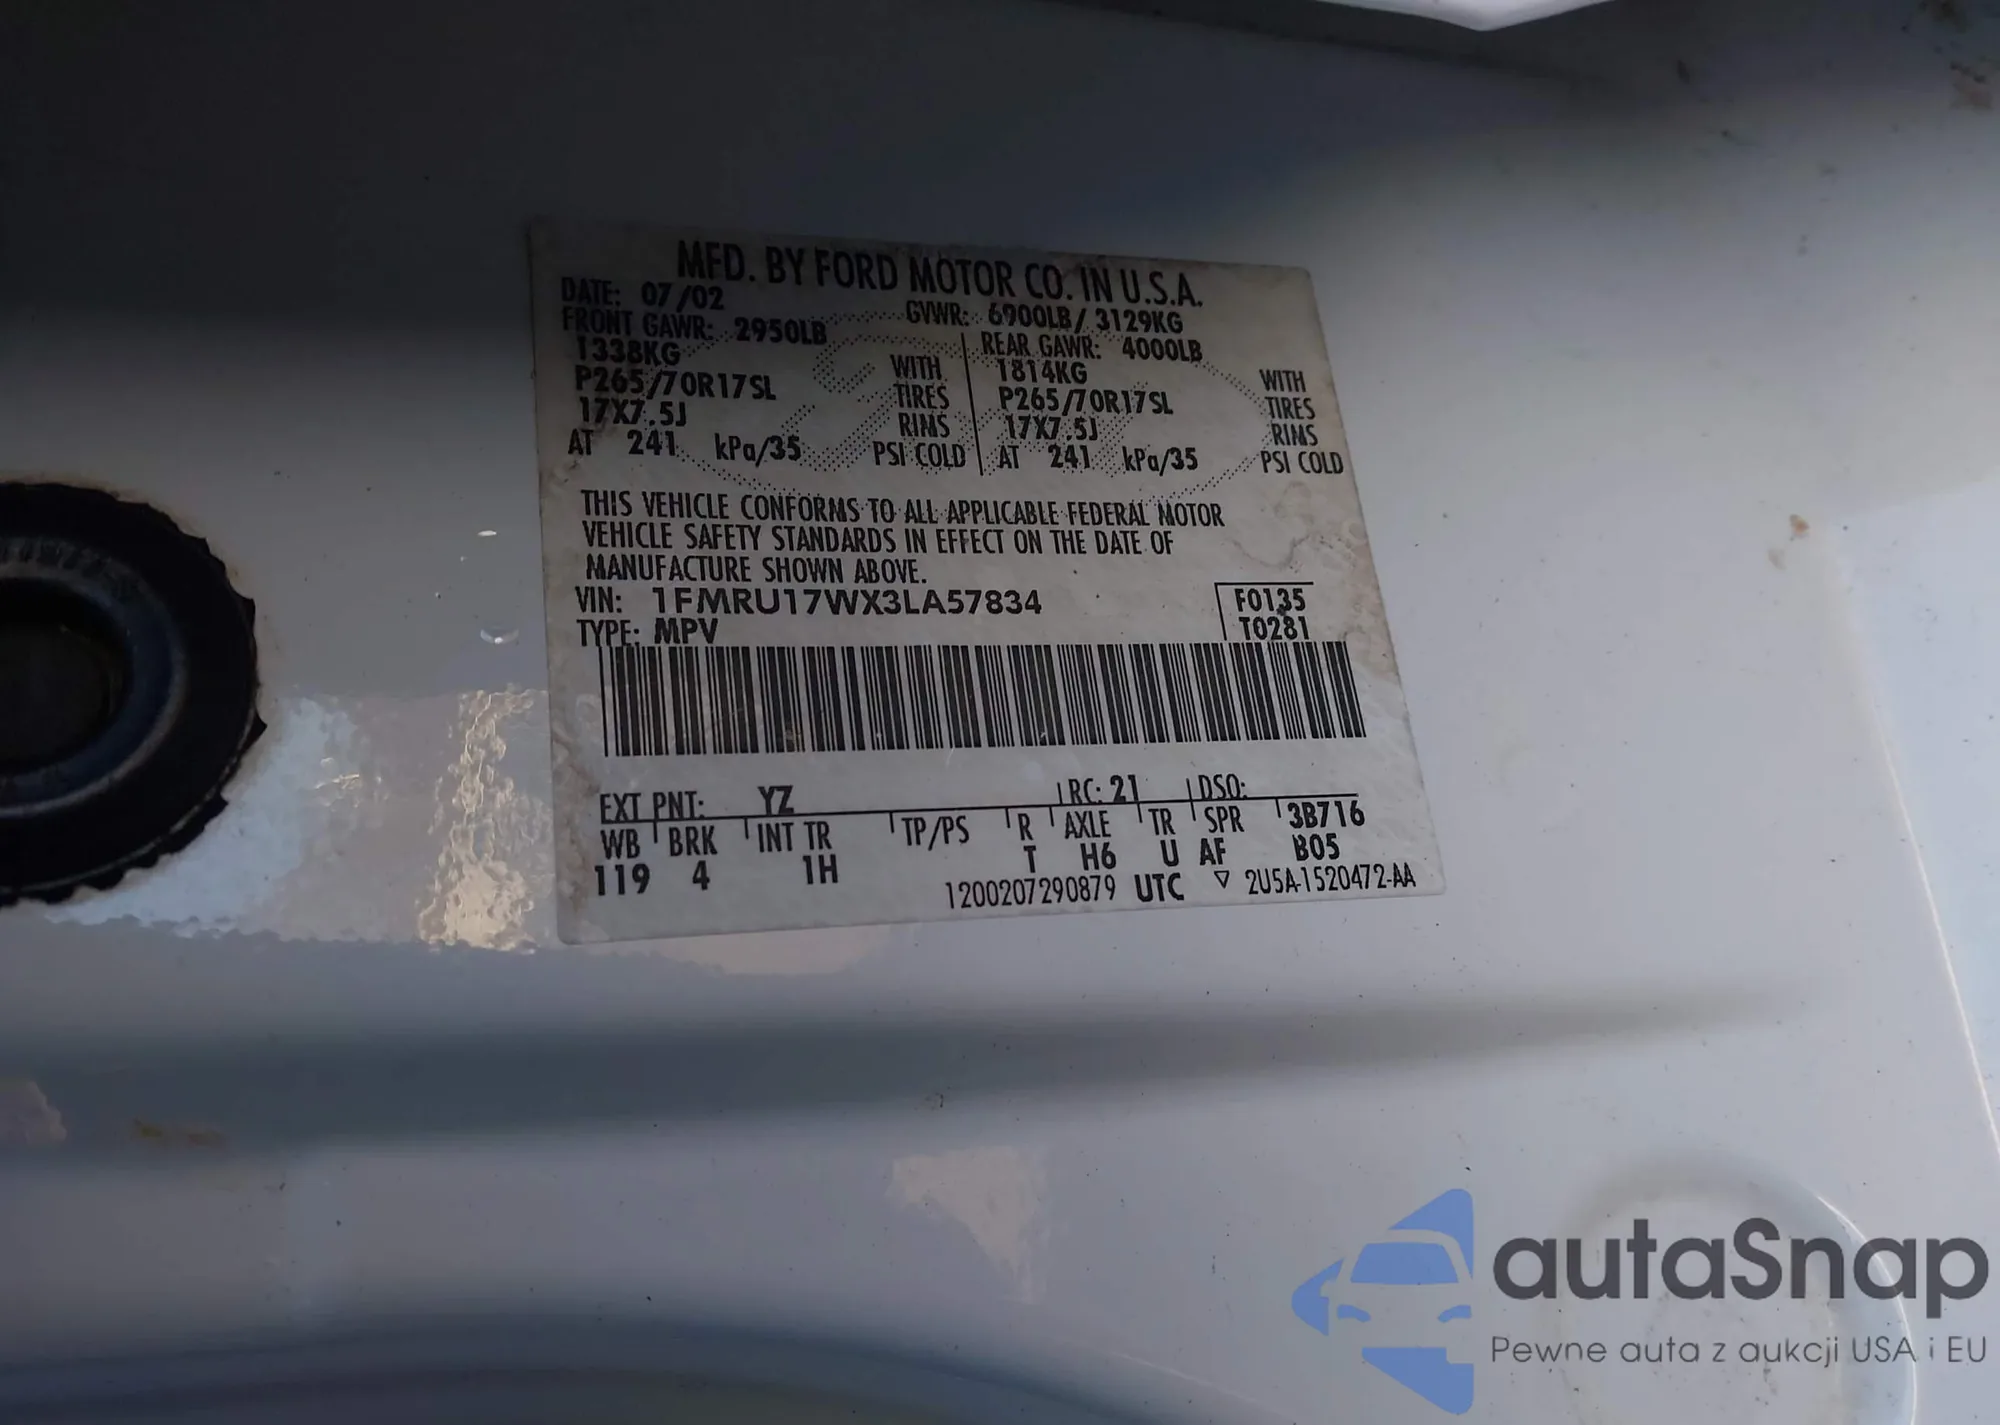 MFD. BY FORD MOTOR CO. IN U.S.A.
DATE: 07/02 GVWR: 6900LB/ 3129KG
FRONT GAWR: 2950LB REAR GAWR: 4000LB
1338KG WITH 1814KG WITH
P265/70R17SL TIRES P265/70R17SL TIRES
17X7.5J RIMS 17X7.5J RIMS
AT 241 kPa/35 PSI COLD AT 241 kPa/35 PSI COLD
THIS VEHICLE CONFORMS TO ALL APPLICABLE FEDERAL MOTOR
VEHICLE SAFETY STANDARDS IN EFFECT ON THE DATE OF
MANUFACTURE SHOWN ABOVE.
VIN: 1FMRU17WX3LA57834 F0135
TYPE: MPV T0281
EXT PNT: YZ RC: 21 DSO:
WB BRK INT TR TP/PS R AXLE TR SPR 3B716
119 4 1H T H6 U AF B05
1200207290879 UTC ▽ 2U5A-1520472-AA
autaSnap
Pewne auta z aukcji USA i EU